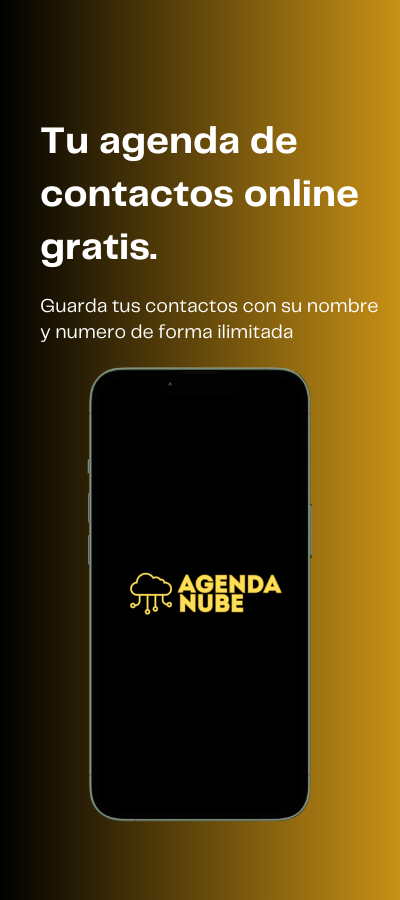 Tu agenda de
contactos online
gratis.
Guarda tus contactos con su nombre
y numero de forma ilimitada
AGENDA
NUBE